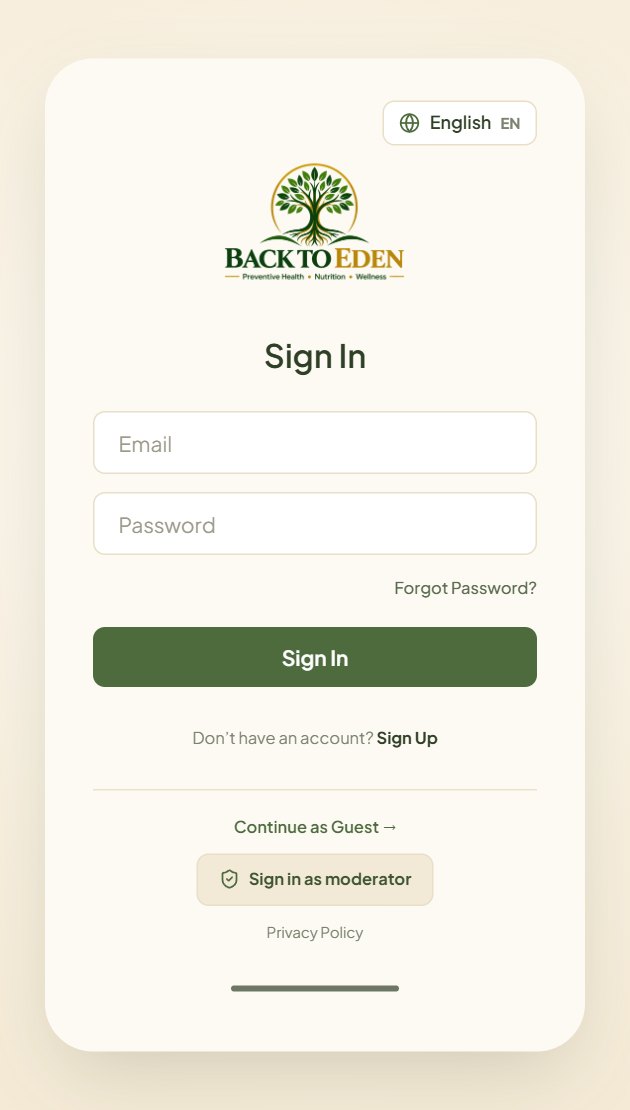 English EN
BACK TO EDEN
Preventive Health • Nutrition • Wellness
Sign In
Email
Password
Forgot Password?
Sign In
Don't have an account? Sign Up
Continue as Guest →
Sign in as moderator
Privacy Policy